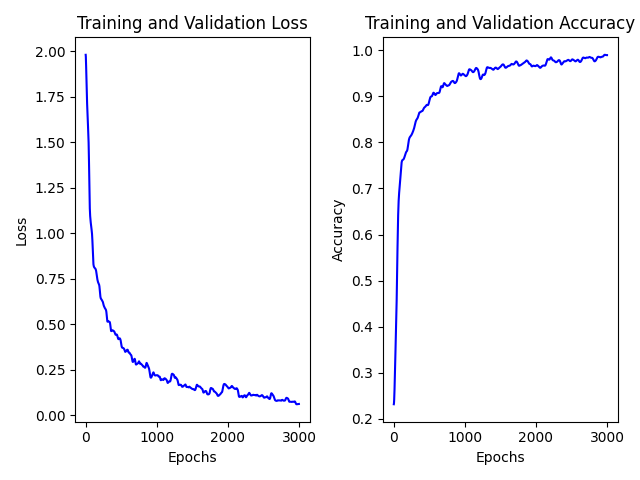 Training and Validation Loss
2.00
1.75
1.50
1.25
1.00
0.75
0.50
0.25
0.00
Loss
0 1000 2000 3000
Epochs
Training and Validation Accuracy
1.0
0.9
0.8
0.7
0.6
0.5
0.4
0.3
0.2
Accuracy
0 1000 2000 3000
Epochs